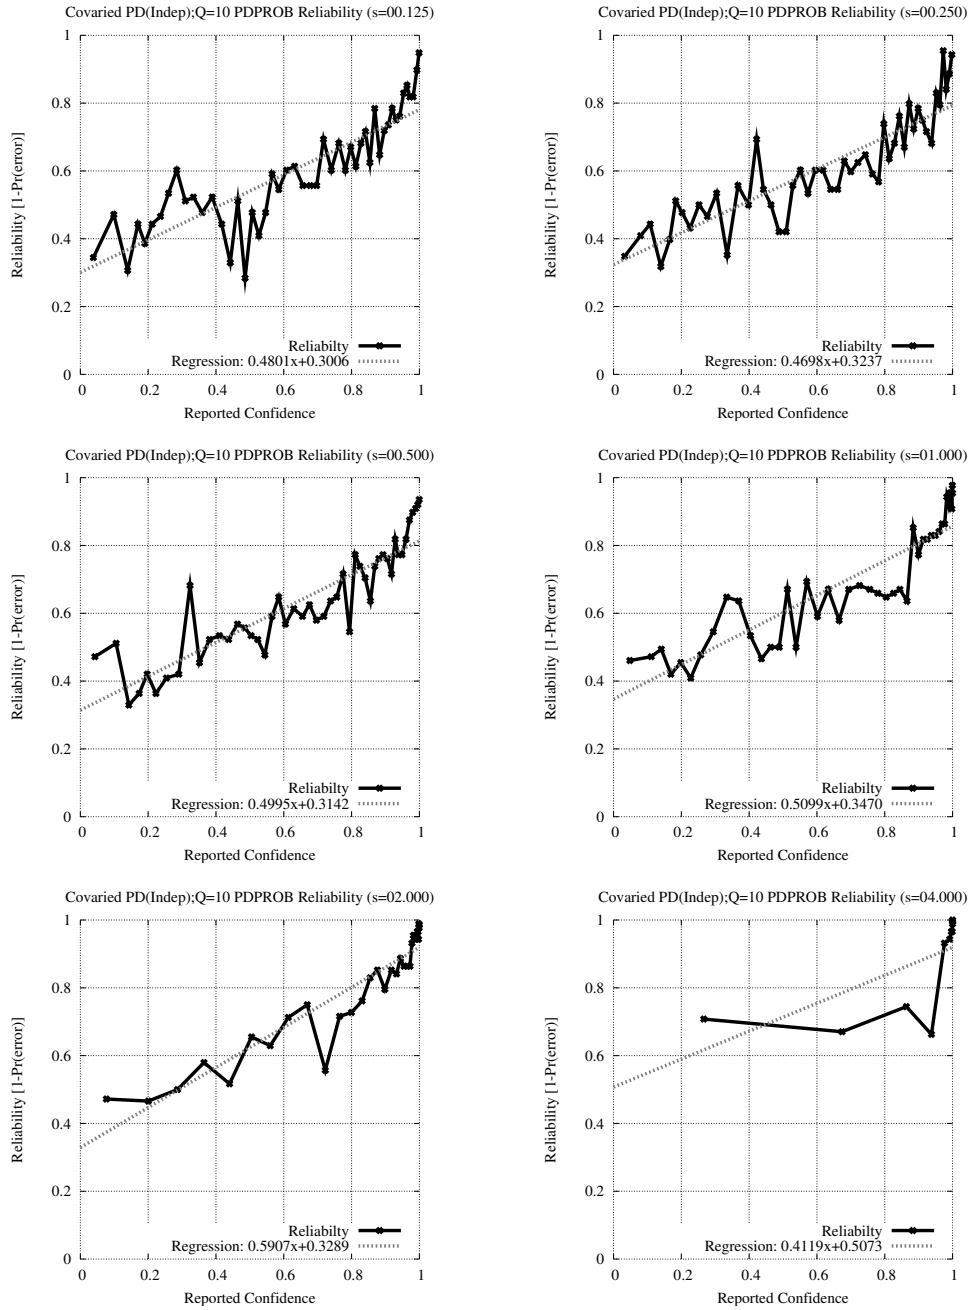 Covaried PD(Indep);Q=10 PDPROB Reliability (s=00.125)
1
0.8
0.6
0.4
0.2
0
Reliability [1-Pr(error)]
Reliabilty
Regression: 0.4801x+0.3006
0 0.2 0.4 0.6 0.8 1
Reported Confidence
Covaried PD(Indep);Q=10 PDPROB Reliability (s=00.250)
1
0.8
0.6
0.4
0.2
0
Reliability [1-Pr(error)]
Reliabilty
Regression: 0.4698x+0.3237
0 0.2 0.4 0.6 0.8 1
Reported Confidence
Covaried PD(Indep);Q=10 PDPROB Reliability (s=00.500)
1
0.8
0.6
0.4
0.2
0
Reliability [1-Pr(error)]
Reliabilty
Regression: 0.4995x+0.3142
0 0.2 0.4 0.6 0.8 1
Reported Confidence
Covaried PD(Indep);Q=10 PDPROB Reliability (s=01.000)
1
0.8
0.6
0.4
0.2
0
Reliability [1-Pr(error)]
Reliabilty
Regression: 0.5099x+0.3470
0 0.2 0.4 0.6 0.8 1
Reported Confidence
Covaried PD(Indep);Q=10 PDPROB Reliability (s=02.000)
1
0.8
0.6
0.4
0.2
0
Reliability [1-Pr(error)]
Reliabilty
Regression: 0.5907x+0.3289
0 0.2 0.4 0.6 0.8 1
Reported Confidence
Covaried PD(Indep);Q=10 PDPROB Reliability (s=04.000)
1
0.8
0.6
0.4
0.2
0
Reliability [1-Pr(error)]
Reliabilty
Regression: 0.4119x+0.5073
0 0.2 0.4 0.6 0.8 1
Reported Confidence